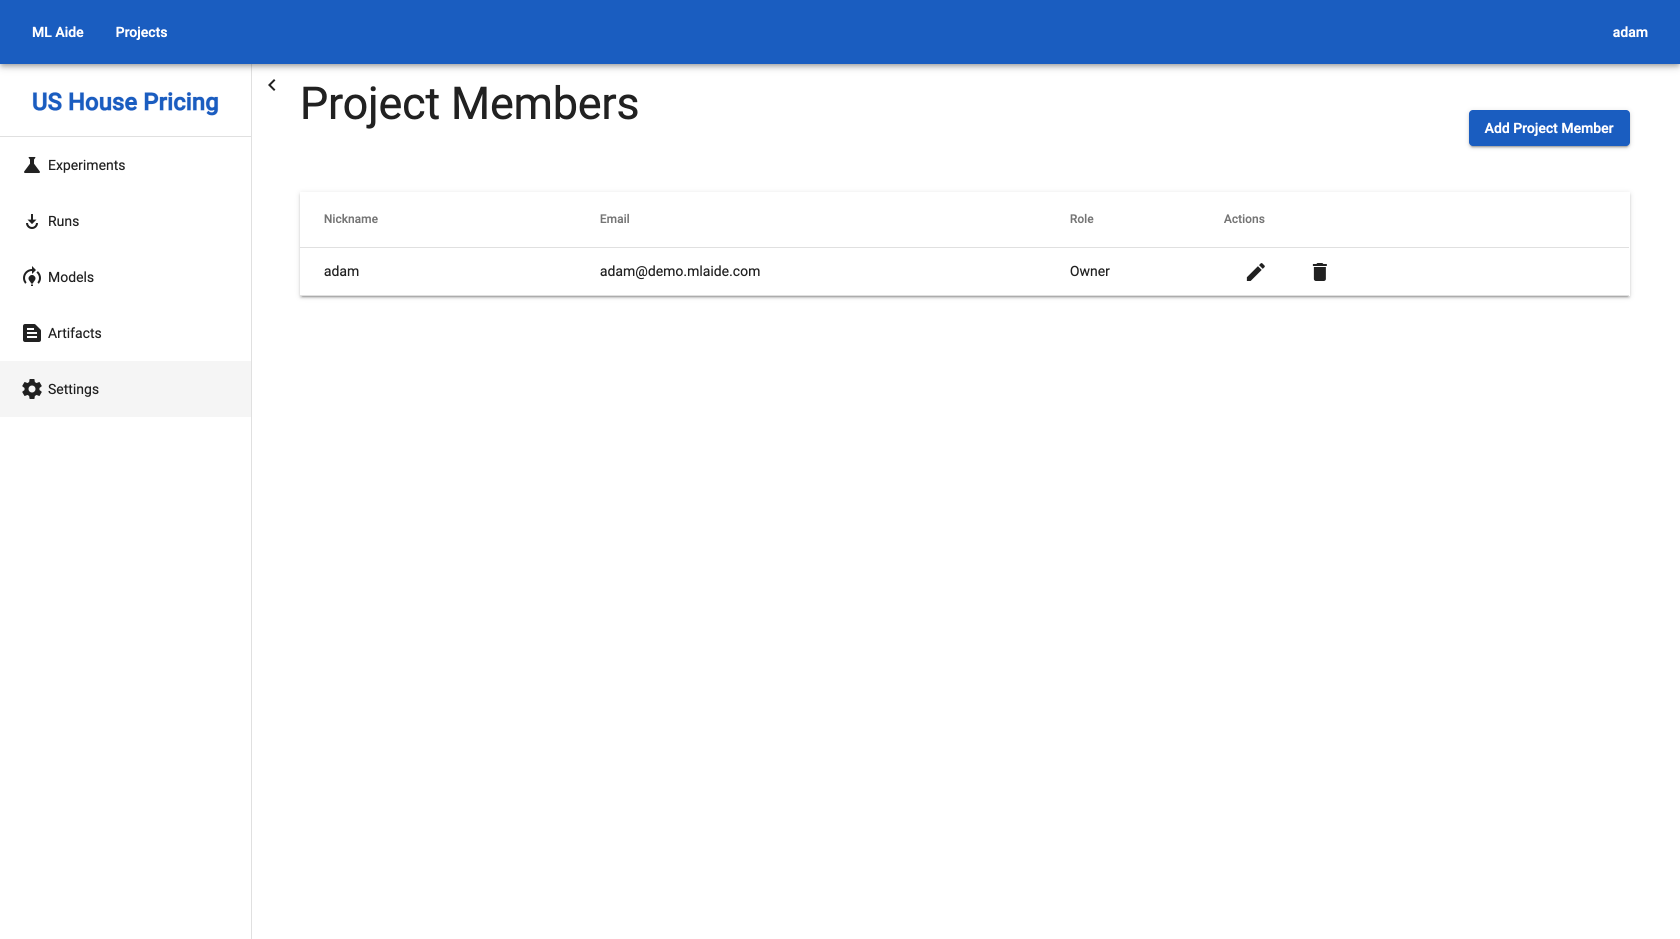 ML Aide Projects adam
US House Pricing
Experiments
Runs
Models
Artifacts
Settings
Project Members
Add Project Member
Nickname Email Role Actions
adam adam@demo.mlaide.com Owner